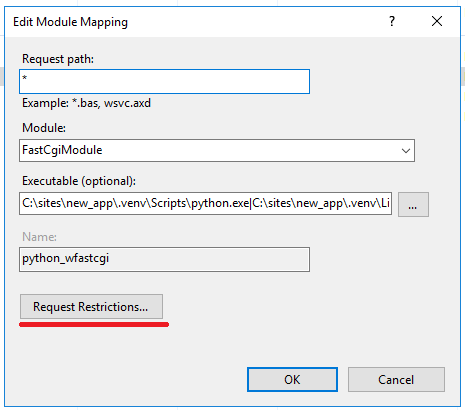 Edit Module Mapping
?
Request path:
*
Example: *.bas, wsvc.axd
Module:
FastCgiModule
Executable (optional):
C:\sites\new_app\.venv\Scripts\python.exe|C:\sites\new_app\.venv\Li
...
Name:
python_wfastcgi
Request Restrictions...
OK
Cancel